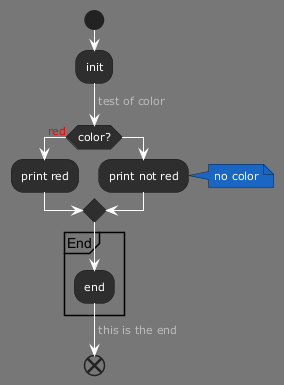 init
test of color
red
color?
print red
print not red
no color
End
end
this is the end